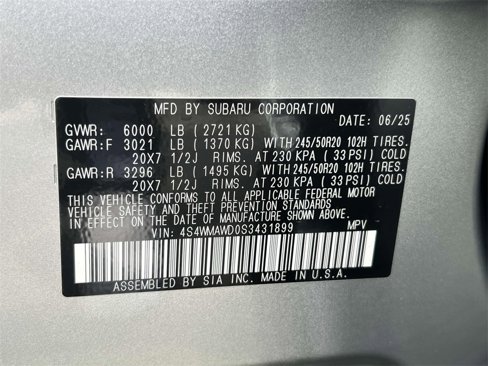 MFD BY SUBARU CORPORATION
DATE: 06/25
GVWR: 6000 LB ( 2721 KG)
GAWR:F 3021 LB ( 1370 KG) WITH 245/50R20 102H TIRES.
20X7 1/2J RIMS. AT 230 KPA ( 33 PSI) COLD
GAWR:R 3296 LB ( 1495 KG) WITH 245/50R20 102H TIRES.
20X7 1/2J RIMS. AT 230 KPA ( 33 PSI) COLD
THIS VEHICLE CONFORMS TO ALL APPLICABLE FEDERAL MOTOR
VEHICLE SAFETY AND THEFT PREVENTION STANDARDS
IN EFFECT ON THE DATE OF MANUFACTURE SHOWN ABOVE.
VIN: 4S4WMAWD0S3431899 MPV
ASSEMBLED BY SIA INC. MADE IN U.S.A.